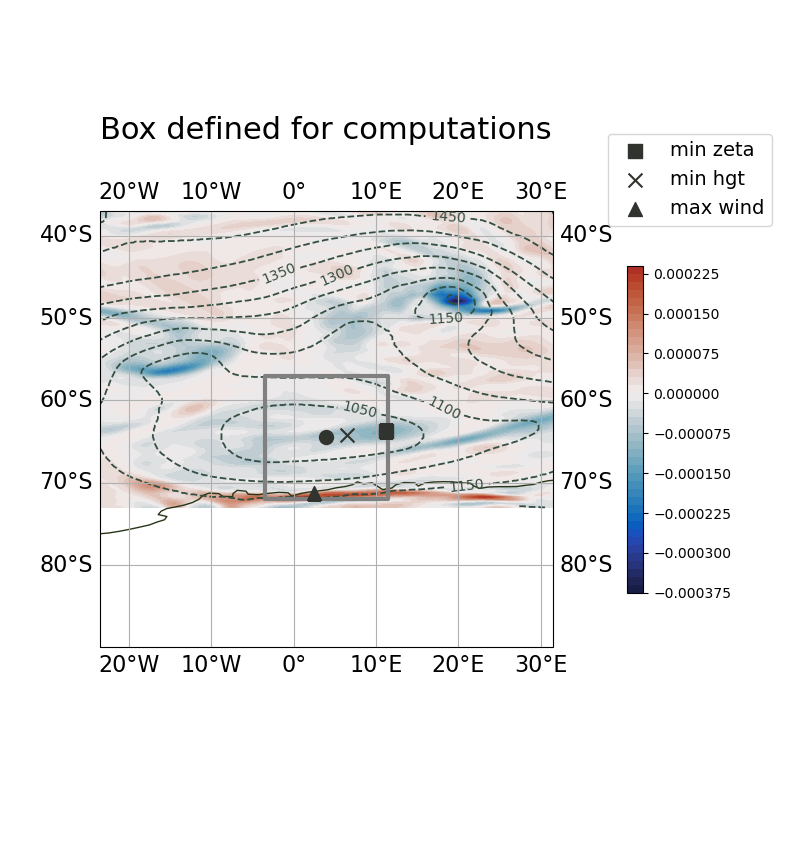 Box defined for computations
min zeta
min hgt
max wind
20°W 10°W 0° 10°E 20°E 30°E
1450
40°S 40°S
1350 1300
50°S 1150 50°S
60°S 60°S
1050 1100
70°S 1150 70°S
80°S 80°S
20°W 10°W 0° 10°E 20°E 30°E
0.000225
0.000150
0.000075
0.000000
−0.000075
−0.000150
−0.000225
−0.000300
−0.000375